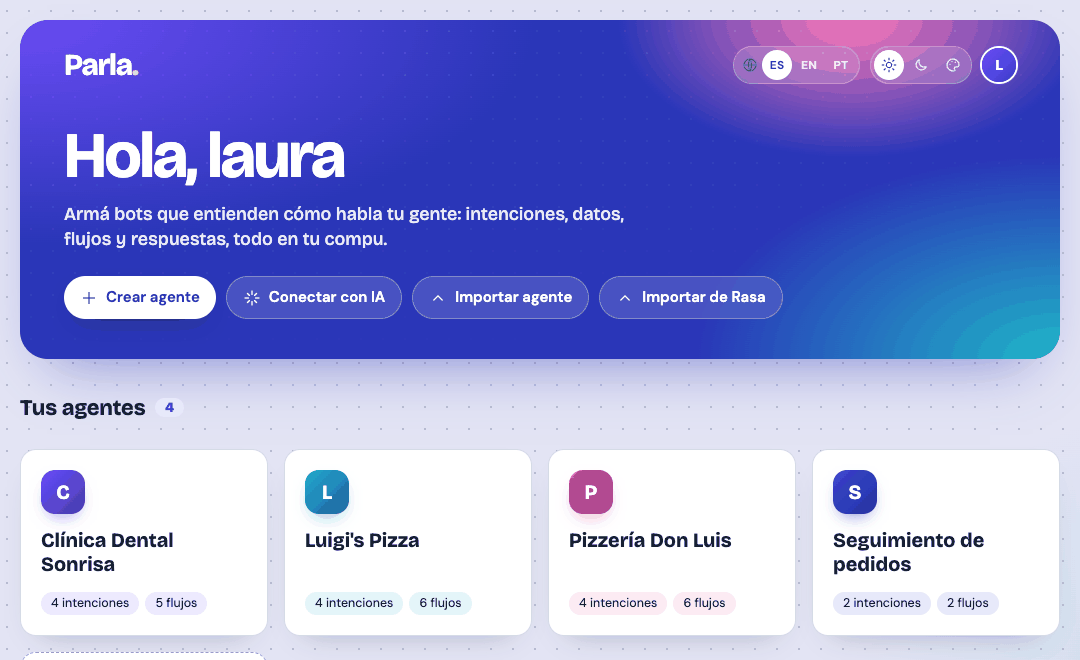 Parla.
ES EN PT
L
Hola, laura
Armá bots que entienden cómo habla tu gente: intenciones, datos,
flujos y respuestas, todo en tu compu.
Crear agente
Conectar con IA
Importar agente
Importar de Rasa
Tus agentes 4
C
Clínica Dental
Sonrisa
4 intenciones 5 flujos
L
Luigi's Pizza
4 intenciones 6 flujos
P
Pizzería Don Luis
4 intenciones 6 flujos
S
Seguimiento de
pedidos
2 intenciones 2 flujos